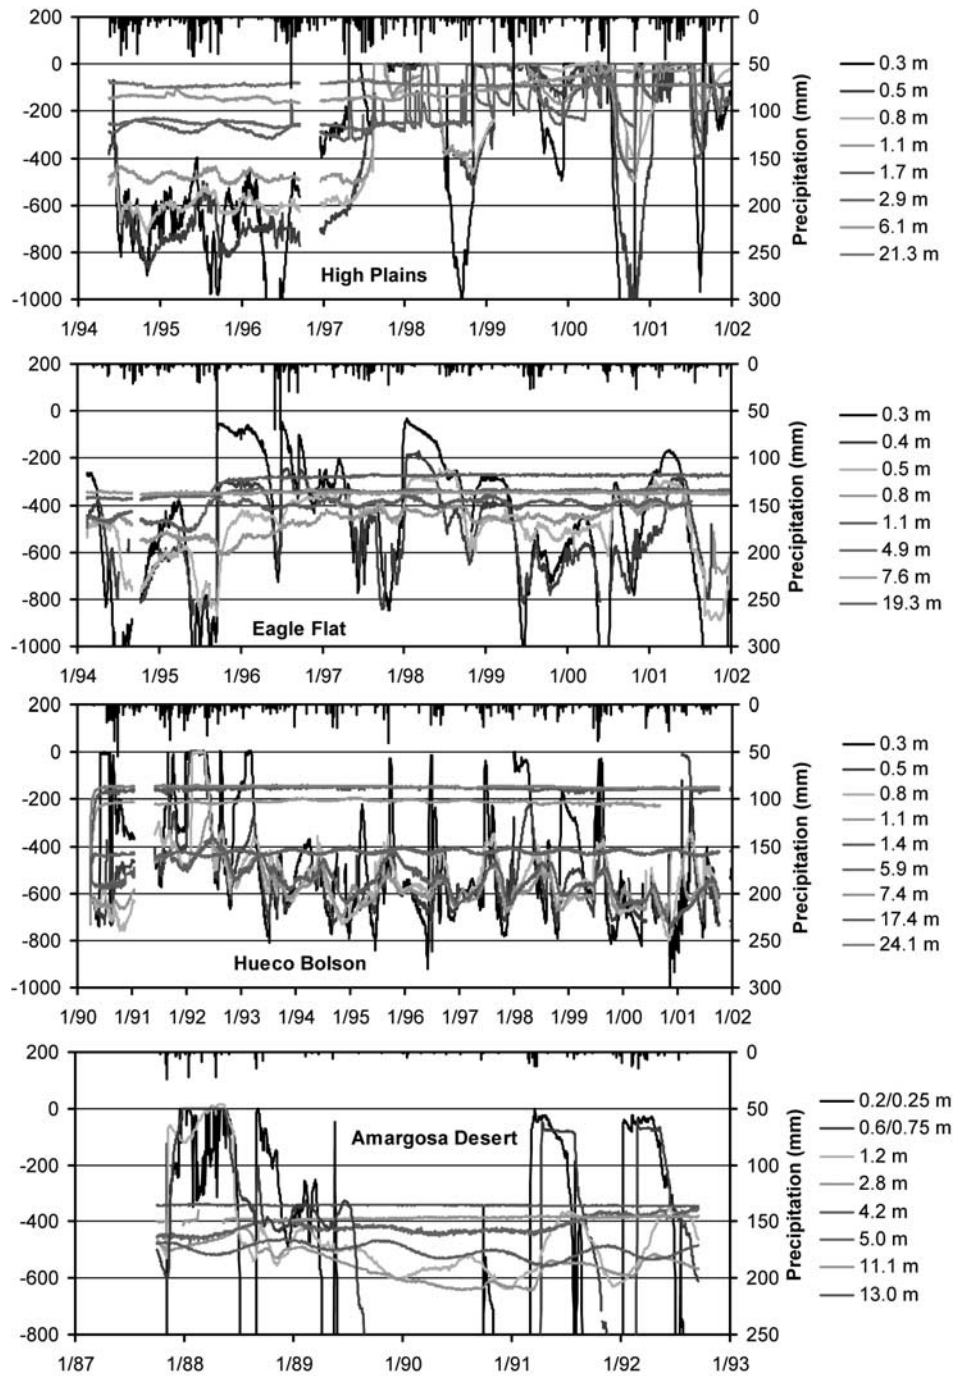 200
0
-200
-400
-600
-800
-1000
0
50
100
150
200
250
300
Precipitation (mm)
High Plains
1/94 1/95 1/96 1/97 1/98 1/99 1/00 1/01 1/02
0.3 m
0.5 m
0.8 m
1.1 m
1.7 m
2.9 m
6.1 m
21.3 m
200
0
-200
-400
-600
-800
-1000
0
50
100
150
200
250
300
Precipitation (mm)
Eagle Flat
1/94 1/95 1/96 1/97 1/98 1/99 1/00 1/01 1/02
0.3 m
0.4 m
0.5 m
0.8 m
1.1 m
4.9 m
7.6 m
19.3 m
200
0
-200
-400
-600
-800
-1000
0
50
100
150
200
250
300
Precipitation (mm)
Hueco Bolson
1/90 1/91 1/92 1/93 1/94 1/95 1/96 1/97 1/98 1/99 1/00 1/01 1/02
0.3 m
0.5 m
0.8 m
1.1 m
1.4 m
5.9 m
7.4 m
17.4 m
24.1 m
200
0
-200
-400
-600
-800
0
50
100
150
200
250
Precipitation (mm)
Amargosa Desert
1/87 1/88 1/89 1/90 1/91 1/92 1/93
0.2/0.25 m
0.6/0.75 m
1.2 m
2.8 m
4.2 m
5.0 m
11.1 m
13.0 m